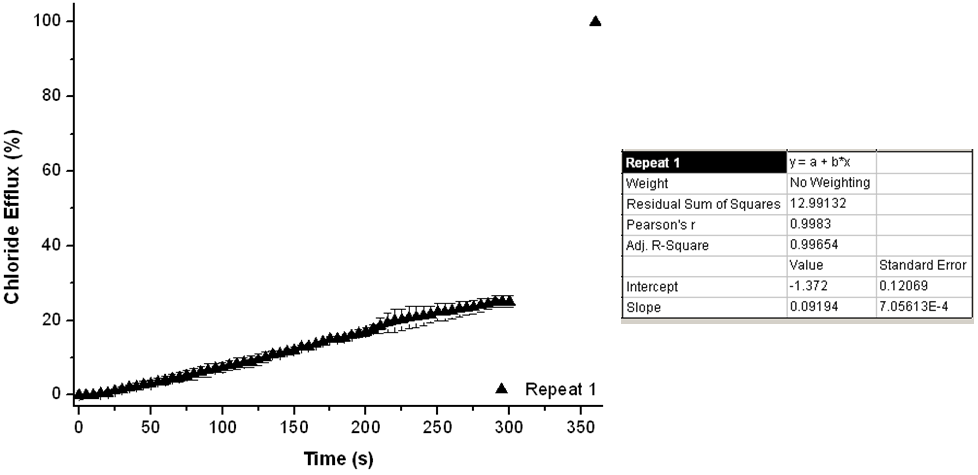 100
80
60
40
20
0
Chloride Efflux (%)
0 50 100 150 200 250 300 350
Time (s)
Repeat 1
Repeat 1 y = a + b*x
Weight No Weighting
Residual Sum of Squares 12.99132
Pearson's r 0.9983
Adj. R-Square 0.99654
Value Standard Error
Intercept -1.372 0.12069
Slope 0.09194 7.05613E-4